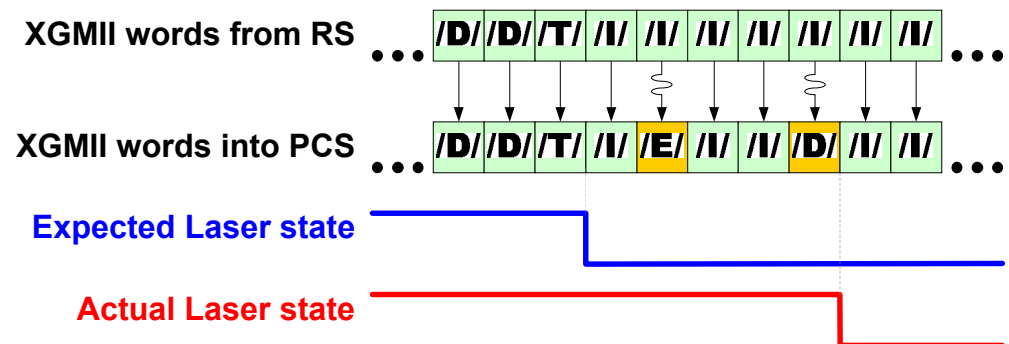 XGMII words from RS ... /D/ /D/ /T/ /I/ /I/ /I/ /I/ /I/ /I/ /I/ ...
XGMII words into PCS ... /D/ /D/ /T/ /I/ /E/ /I/ /I/ /D/ /I/ /I/ ...
Expected Laser state
Actual Laser state